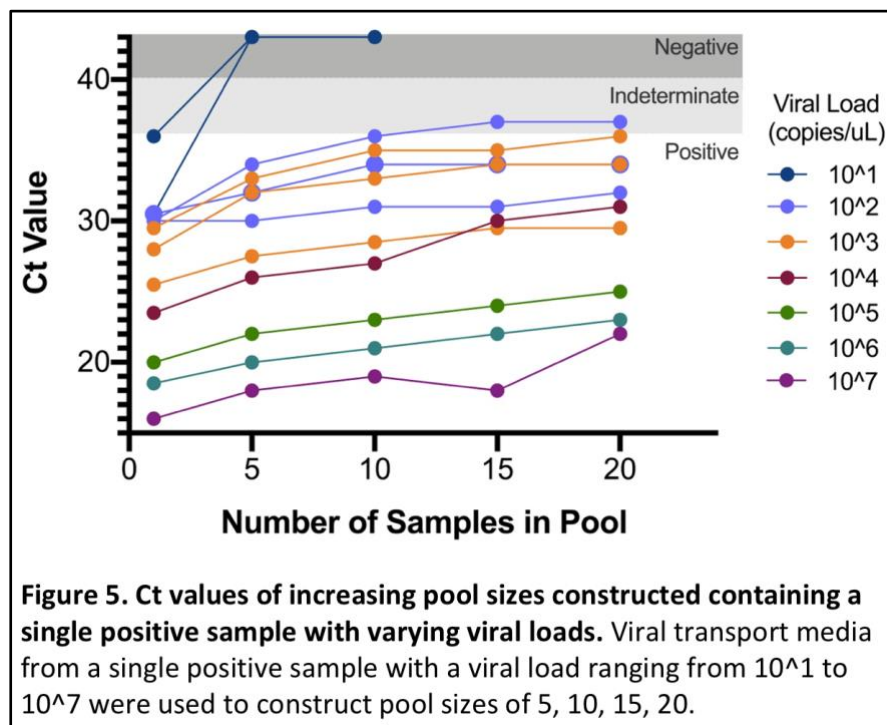 Negative
40
Indeterminate
Positive
30
20
Ct Value
0 5 10 15 20
Number of Samples in Pool
Viral Load
(copies/uL)
10^1
10^2
10^3
10^4
10^5
10^6
10^7
Figure 5. Ct values of increasing pool sizes constructed containing a
single positive sample with varying viral loads. Viral transport media
from a single positive sample with a viral load ranging from 10^1 to
10^7 were used to construct pool sizes of 5, 10, 15, 20.